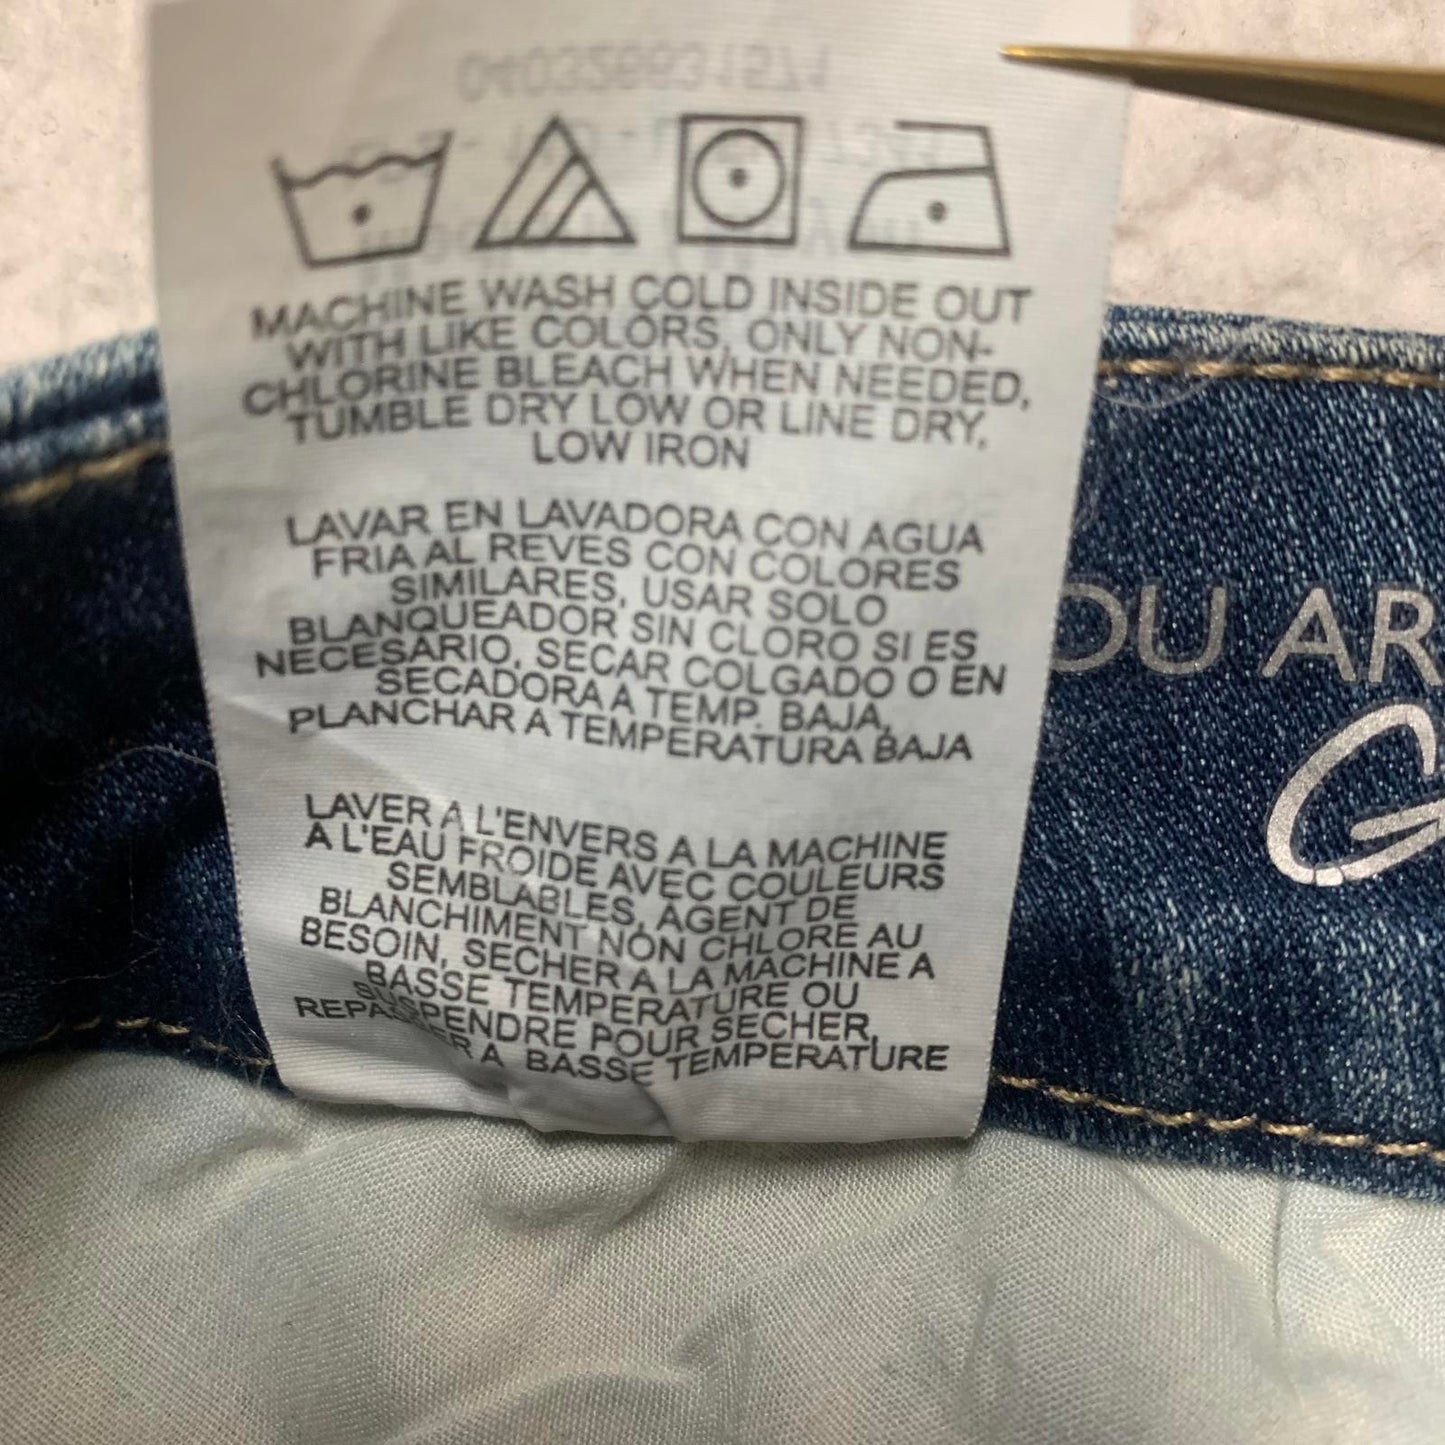 MACHINE WASH COLD INSIDE OUT
WITH LIKE COLORS, ONLY NON-
CHLORINE BLEACH WHEN NEEDED,
TUMBLE DRY LOW OR LINE DRY,
LOW IRON
LAVAR EN LAVADORA CON AGUA
FRIA AL REVES CON COLORES
SIMILARES, USAR SOLO
BLANQUEADOR SIN CLORO SI ES
NECESARIO, SECAR COLGADO O EN
SECADORA A TEMP. BAJA,
PLANCHAR A TEMPERATURA BAJA
LAVER A L'ENVERS A LA MACHINE
A L'EAU FROIDE AVEC COULEURS
SEMBLABLES, AGENT DE
BLANCHIMENT NON CHLORE AU
BESOIN, SECHER A LA MACHINE A
BASSE TEMPERATURE OU
SUSPENDRE POUR SECHER,
REPASSER A BASSE TEMPERATURE
OU AR
G